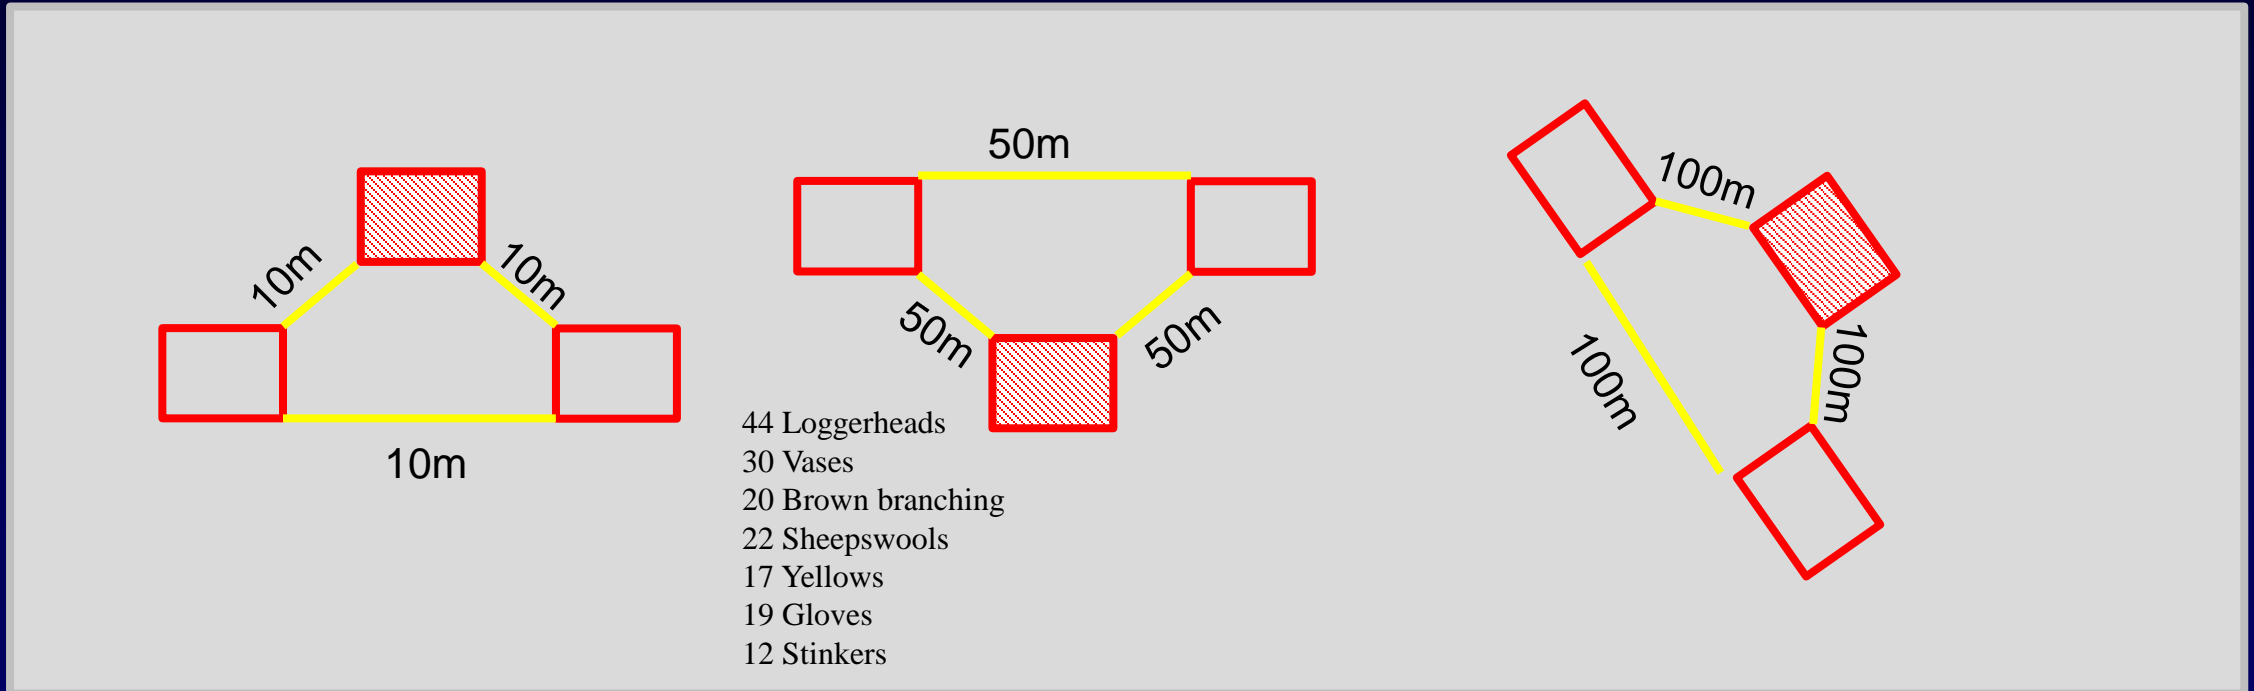 10m
10m
10m
50m
50m
50m
44 Loggerheads
30 Vases
20 Brown branching
22 Sheepswools
17 Yellows
19 Gloves
12 Stinkers
100m
100m
100m